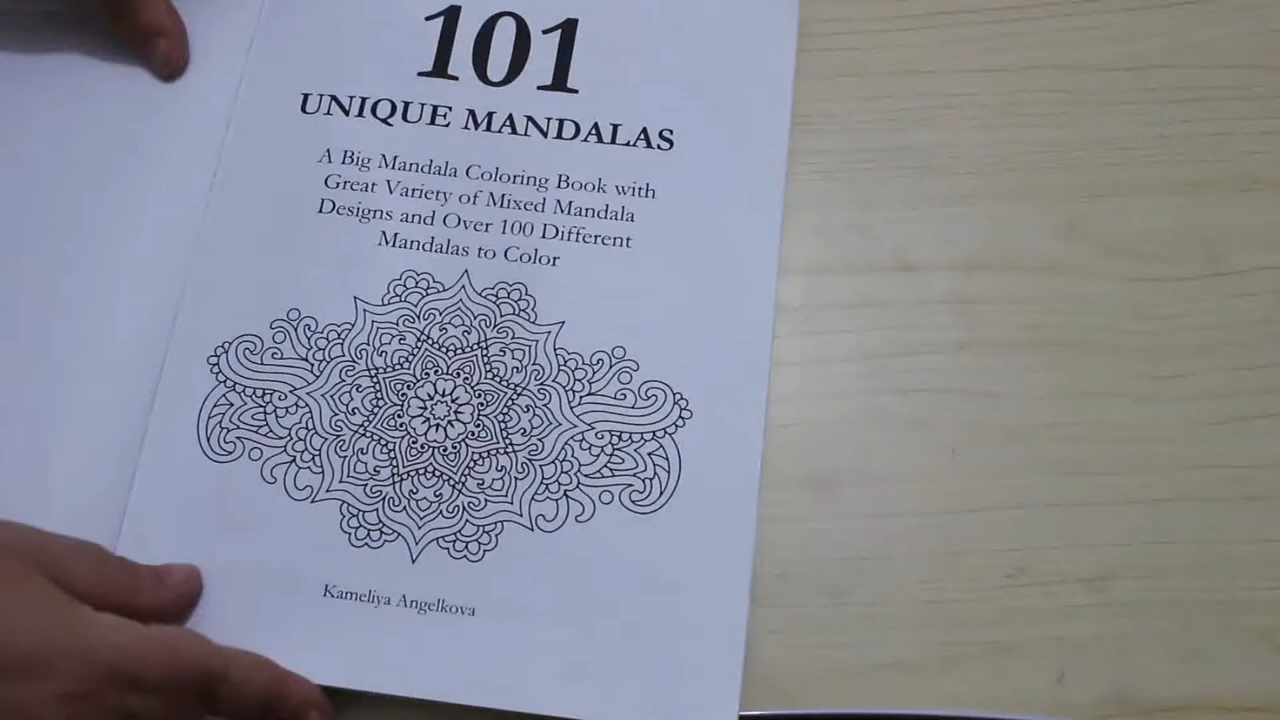 101
UNIQUE MANDALAS
A Big Mandala Coloring Book with
Great Variety of Mixed Mandala
Designs and Over 100 Different
Mandalas to Color
Kameliya Angelkova